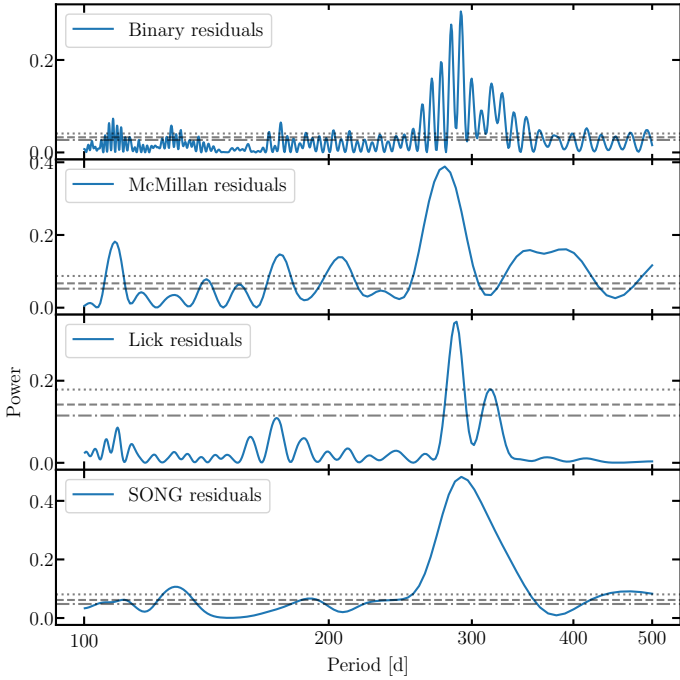 Binary residuals
0.2
0.0
McMillan residuals
0.4
0.2
0.0
Lick residuals
0.2
0.0
Power
SONG residuals
0.4
0.2
0.0
100
200
300
400
500
Period [d]